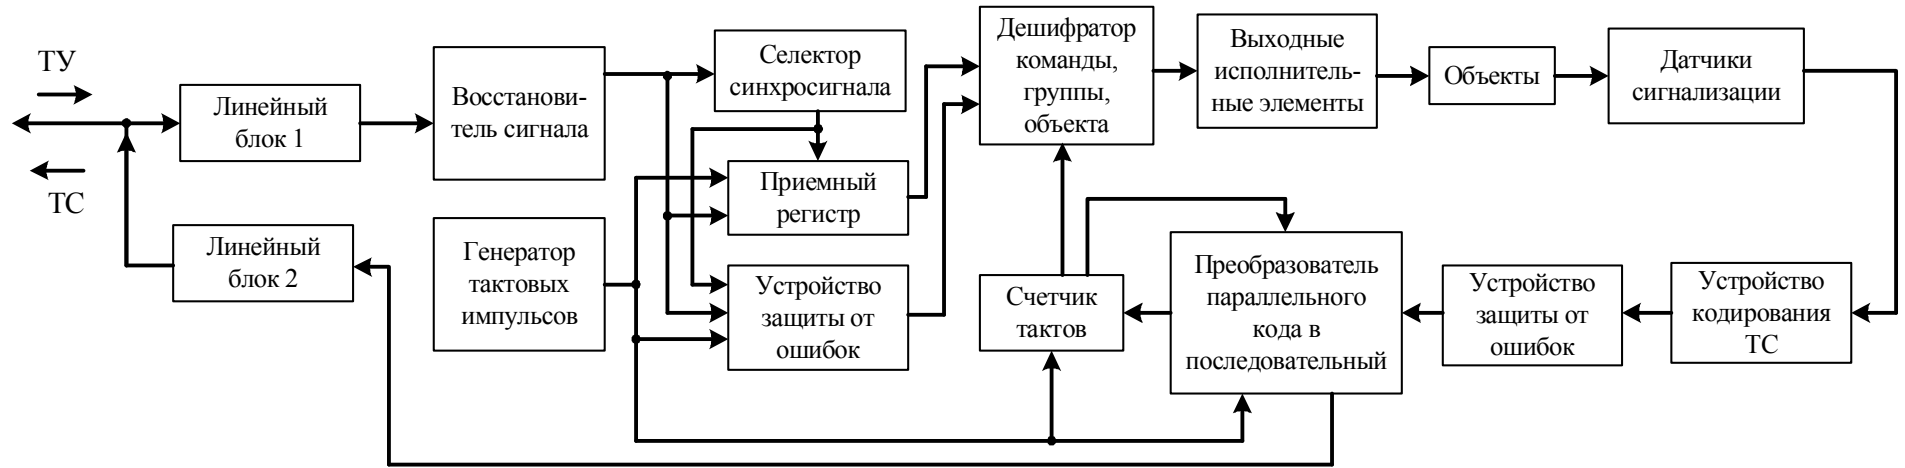 ТУ
ТС
Линейный
блок 1
Линейный
блок 2
Восстанови-
тель сигнала
Генератор
тактовых
импульсов
Селектор
синхросигнала
Приемный
регистр
Устройство
защиты от
ошибок
Дешифратор
команды,
группы,
объекта
Счетчик
тактов
Выходные
исполнитель-
ные элементы
Объекты
Датчики
сигнализации
Преобразователь
параллельного
кода в
последовательный
Устройство
защиты от
ошибок
Устройство
кодирования
ТС